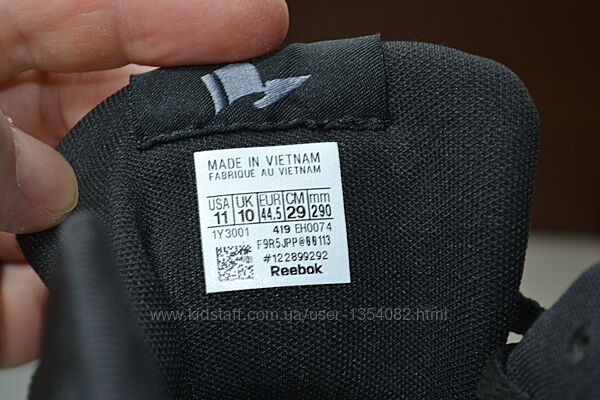 MADE IN VIETNAM
FABRIQUE AU VIETNAM
USA UK EUR CM mm
11 10 44.5 29 290
1Y3001 419 EH0074
F9R5JPP@00113
#122899292
Reebok
www.kidstaff.com.ua/user-1354082.html